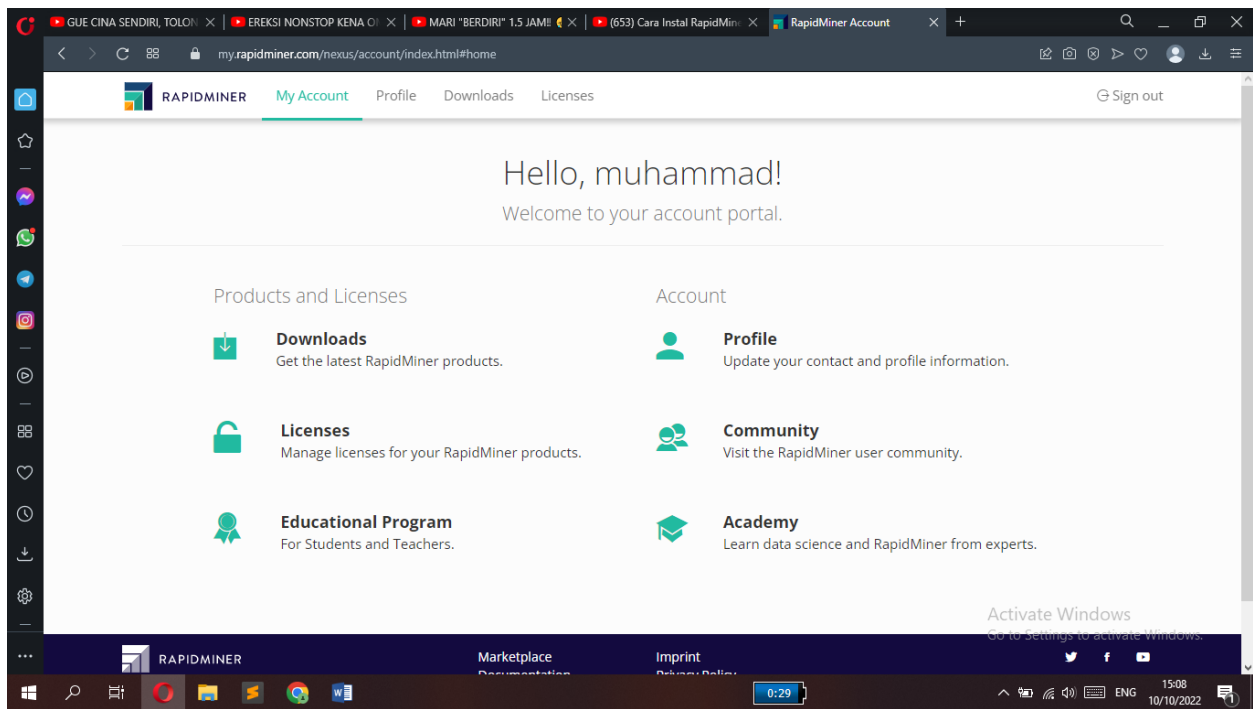 GUE CINA SENDIRI, TOLON
EREKSI NONSTOP KENA O
MARI "BERDIRI" 1.5 JAM!!
(653) Cara Instal RapidMin
RapidMiner Account
my.rapidminer.com/nexus/account/index.html#home
RAPIDMINER
My Account
Profile
Downloads
Licenses
Sign out
Hello, muhammad!
Welcome to your account portal.
Products and Licenses
Downloads
Get the latest RapidMiner products.
Licenses
Manage licenses for your RapidMiner products.
Educational Program
For Students and Teachers.
Account
Profile
Update your contact and profile information.
Community
Visit the RapidMiner user community.
Academy
Learn data science and RapidMiner from experts.
Activate Windows
Go to Settings to activate Windows.
RAPIDMINER
Marketplace
Documentation
Imprint
Privacy Policy
0:29
ENG
15:08
10/10/2022